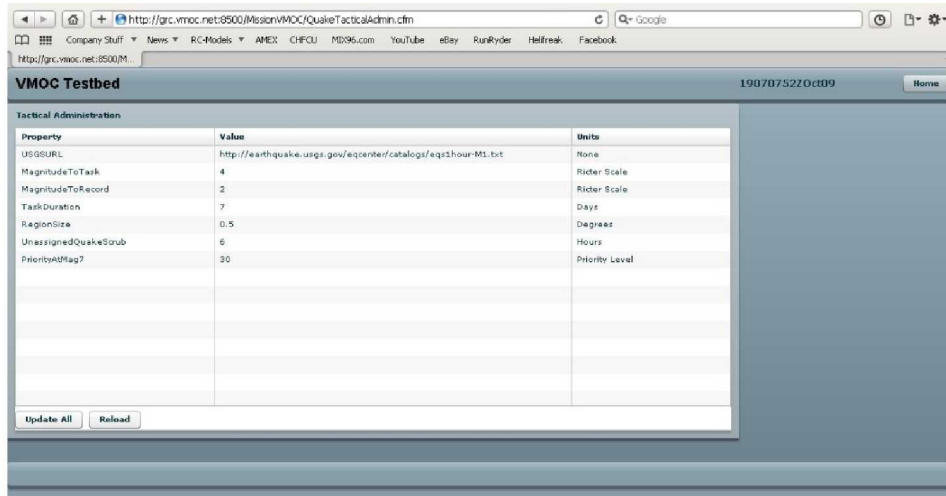 http://grc.vmoc.net:8500/MissionVMOC/QuakeTacticalAdmin.cfm
Google
Company Stuff News RC-Models AMEX CHFCU MIX96.com YouTube eBay RunRyder Helifreak Facebook
http://grc.vmoc.net:8500/M...
VMOC Testbed 19070752ZOct09 Home
Tactical Administration
Property Value Units
USGSURL http://earthquake.usgs.gov/eqcenter/catalogs/eqs1hour-M1.txt None
MagnitudeToTask 4 Ricter Scale
MagnitudeToRecord 2 Ricter Scale
TaskDuration 7 Days
RegionSize 0.5 Degrees
UnassignedQuakeScrub 6 Hours
PriorityAtMag7 30 Priority Level
Update All Reload